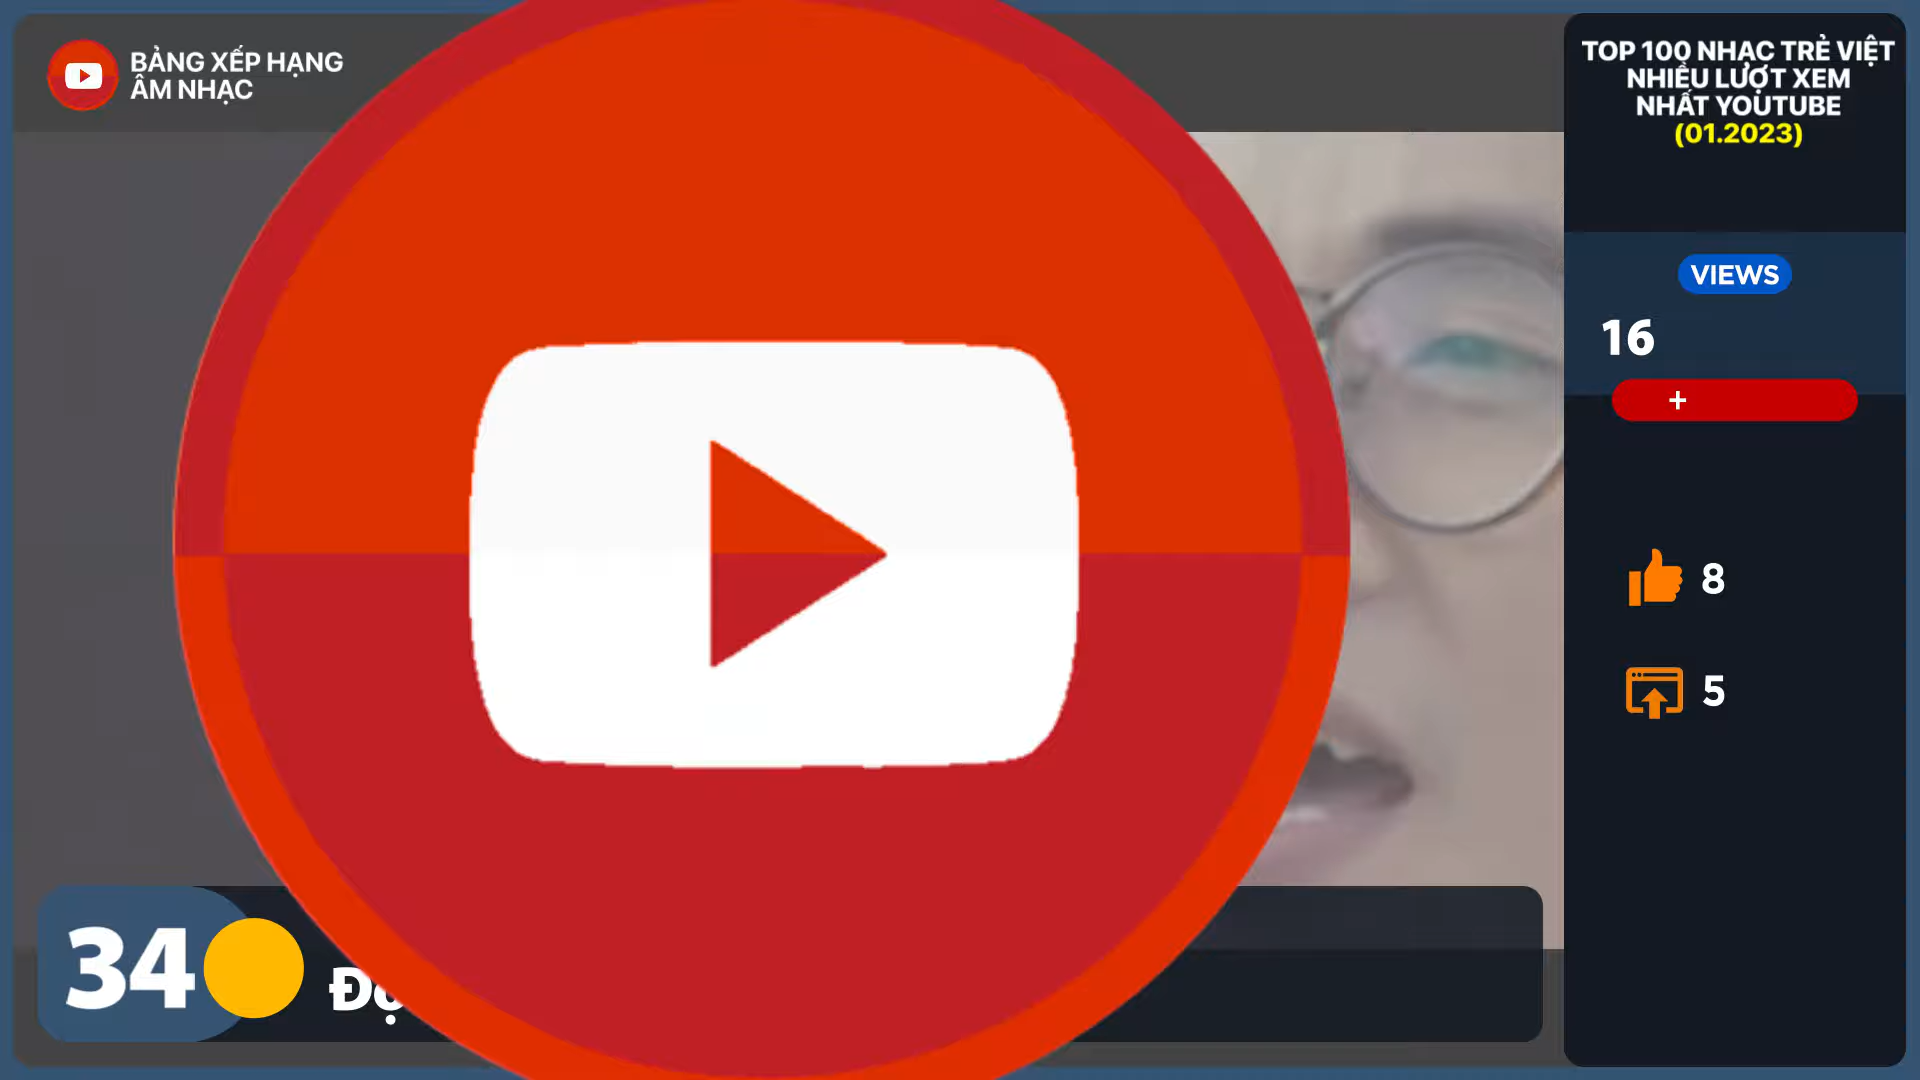 BẢNG XẾP HẠNG
ÂM NHẠC
TOP 100 NHẠC TRẺ VIỆT
NHIỀU LƯỢT XEM
NHẤT YOUTUBE
(01.2023)
VIEWS
16
+
8
5
34
Độ